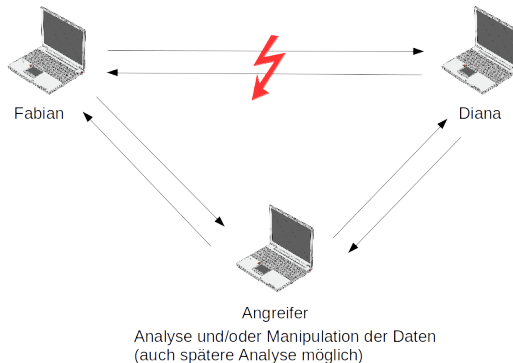 Fabian
Diana
Angreifer
Analyse und/oder Manipulation der Daten
(auch spätere Analyse möglich)